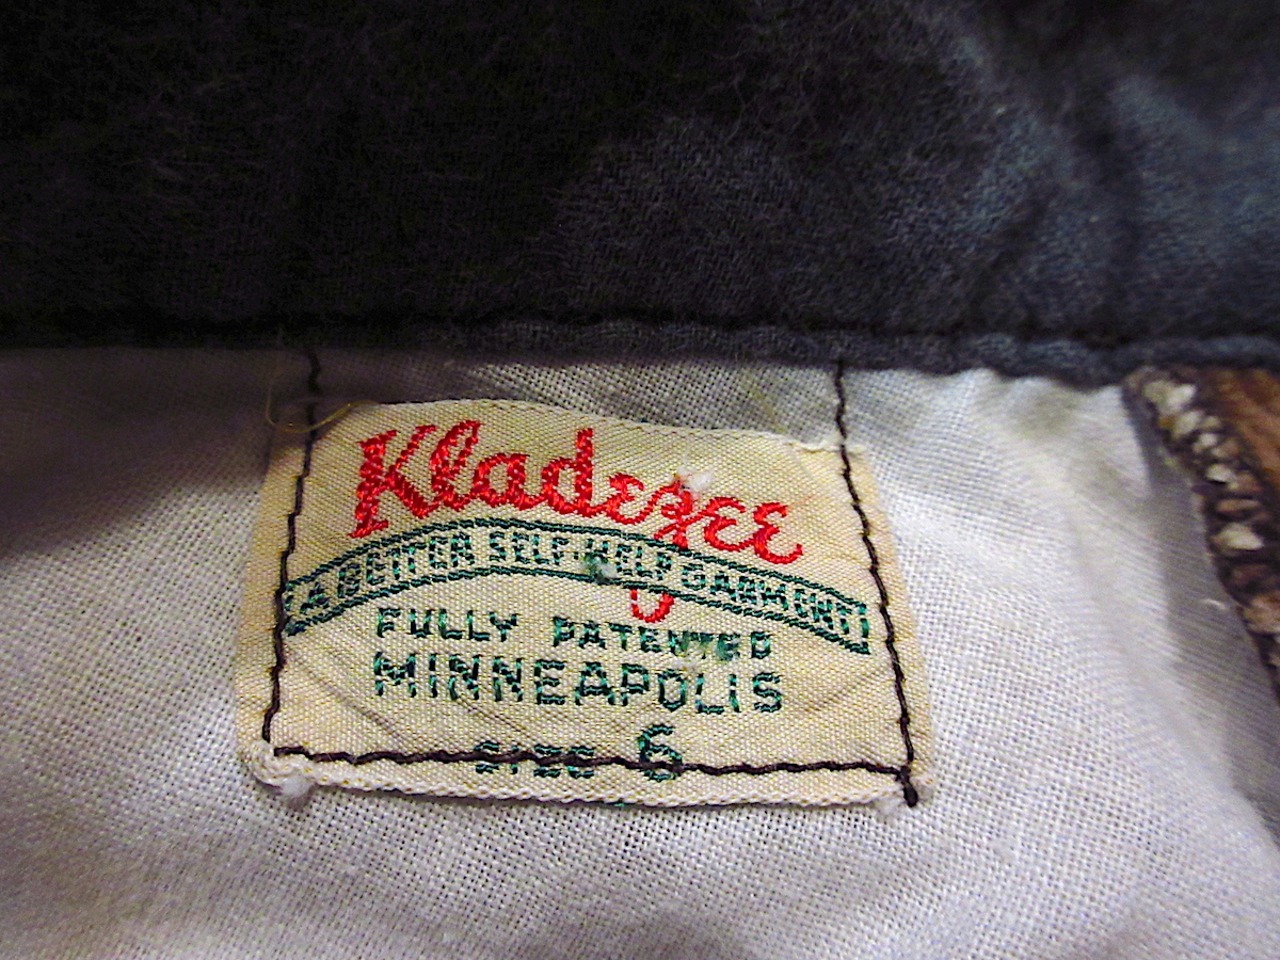 Kladezee
(A BETTER SELF-HELP GARMENT)
FULLY PATENTED
MINNEAPOLIS
SIZE 6